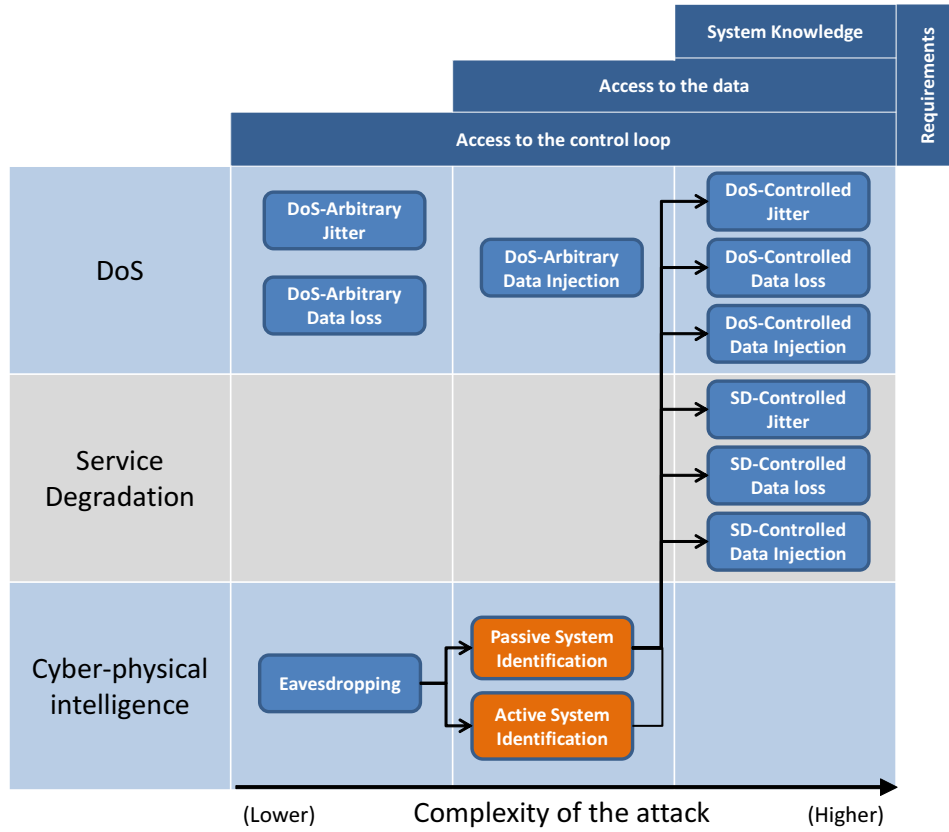 System Knowledge
Requirements
Access to the data
Access to the control loop
DoS
DoS-Arbitrary
Jitter
DoS-Arbitrary
Data loss
DoS-Arbitrary
Data Injection
DoS-Controlled
Jitter
DoS-Controlled
Data loss
DoS-Controlled
Data Injection
Service
Degradation
SD-Controlled
Jitter
SD-Controlled
Data loss
SD-Controlled
Data Injection
Cyber-physical
intelligence
Eavesdropping
Passive System
Identification
Active System
Identification
(Lower)
Complexity of the attack
(Higher)